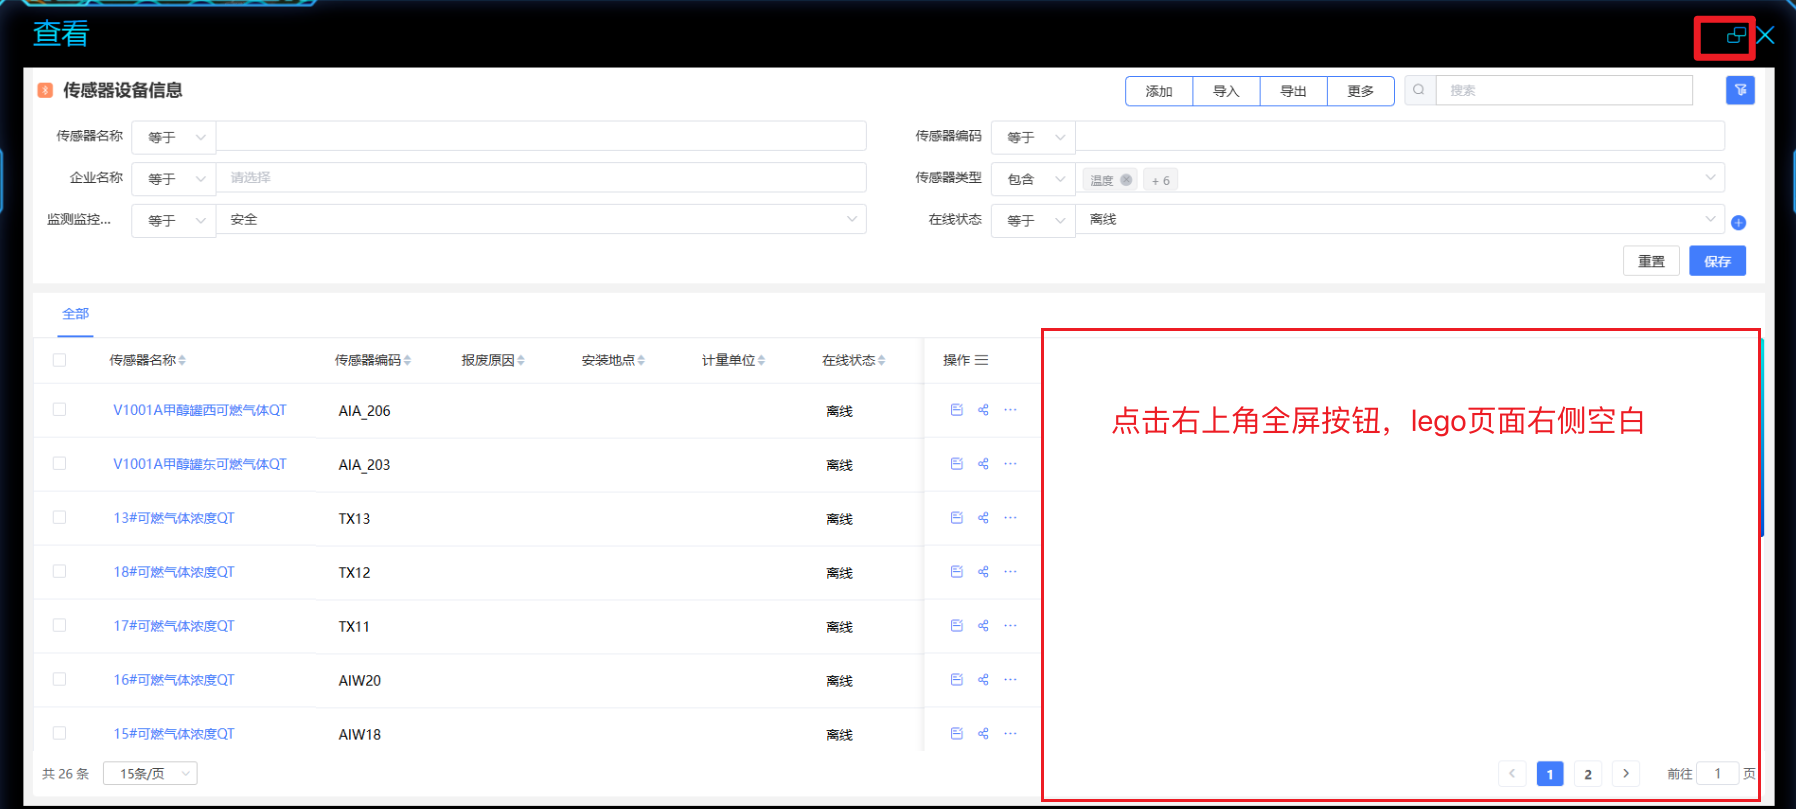 查看
传感器设备信息
添加 导入 导出 更多 搜索
传感器名称 等于
传感器编码 等于
企业名称 等于 请选择
传感器类型 包含 温度 + 6
监测监控... 等于 安全
在线状态 等于 离线
重置 保存
全部
传感器名称 传感器编码 报废原因 安装地点 计量单位 在线状态 操作
V1001A甲醇罐西可燃气体QT AIA_206 离线
点击右上角全屏按钮，lego页面右侧空白
V1001A甲醇罐东可燃气体QT AIA_203 离线
13#可燃气体浓度QT TX13 离线
18#可燃气体浓度QT TX12 离线
17#可燃气体浓度QT TX11 离线
16#可燃气体浓度QT AIW20 离线
15#可燃气体浓度QT AIW18 离线
共 26 条 15条/页 1 2 前往 1 页